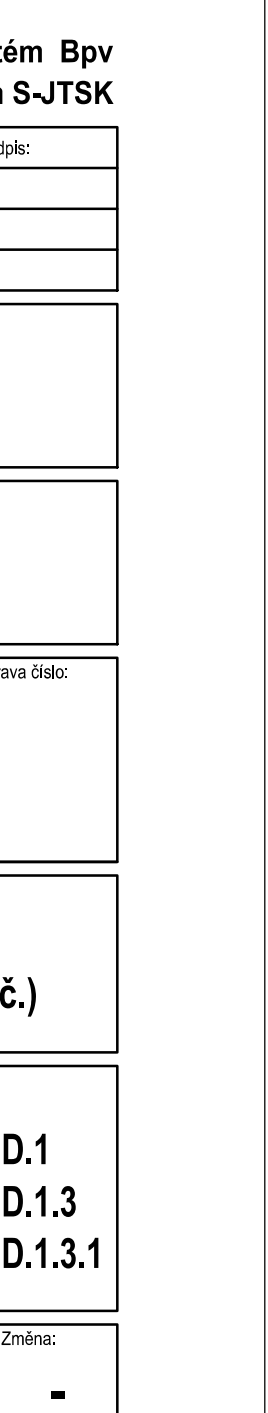 tém Bpv
S-JTSK
dpis:
ava číslo:
č.)
D.1
D.1.3
D.1.3.1
Změna:
-